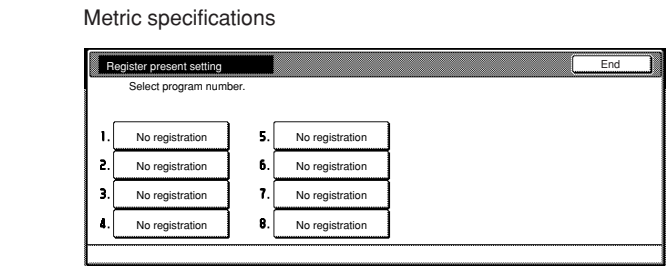 Metric specifications
Register present setting End
Select program number.
1. No registration 5. No registration
2. No registration 6. No registration
3. No registration 7. No registration
4. No registration 8. No registration